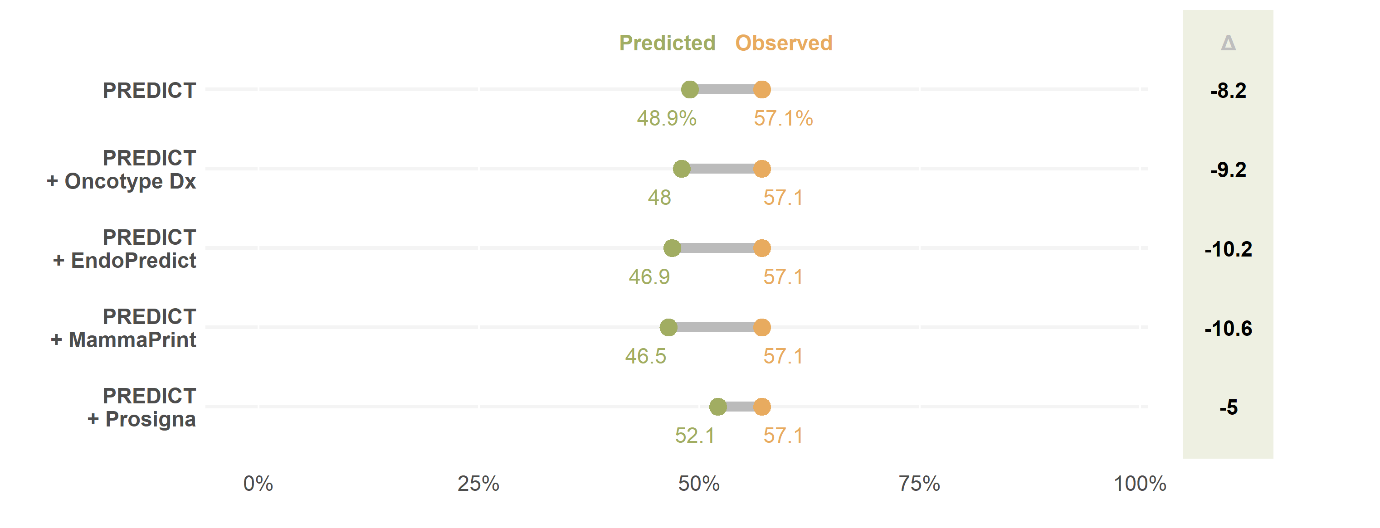 Predicted Observed Δ
PREDICT -8.2
48.9% 57.1%
PREDICT
+ Oncotype Dx -9.2
48 57.1
PREDICT
+ EndoPredict -10.2
46.9 57.1
PREDICT
+ MammaPrint -10.6
46.5 57.1
PREDICT
+ Prosigna -5
52.1 57.1
0% 25% 50% 75% 100%